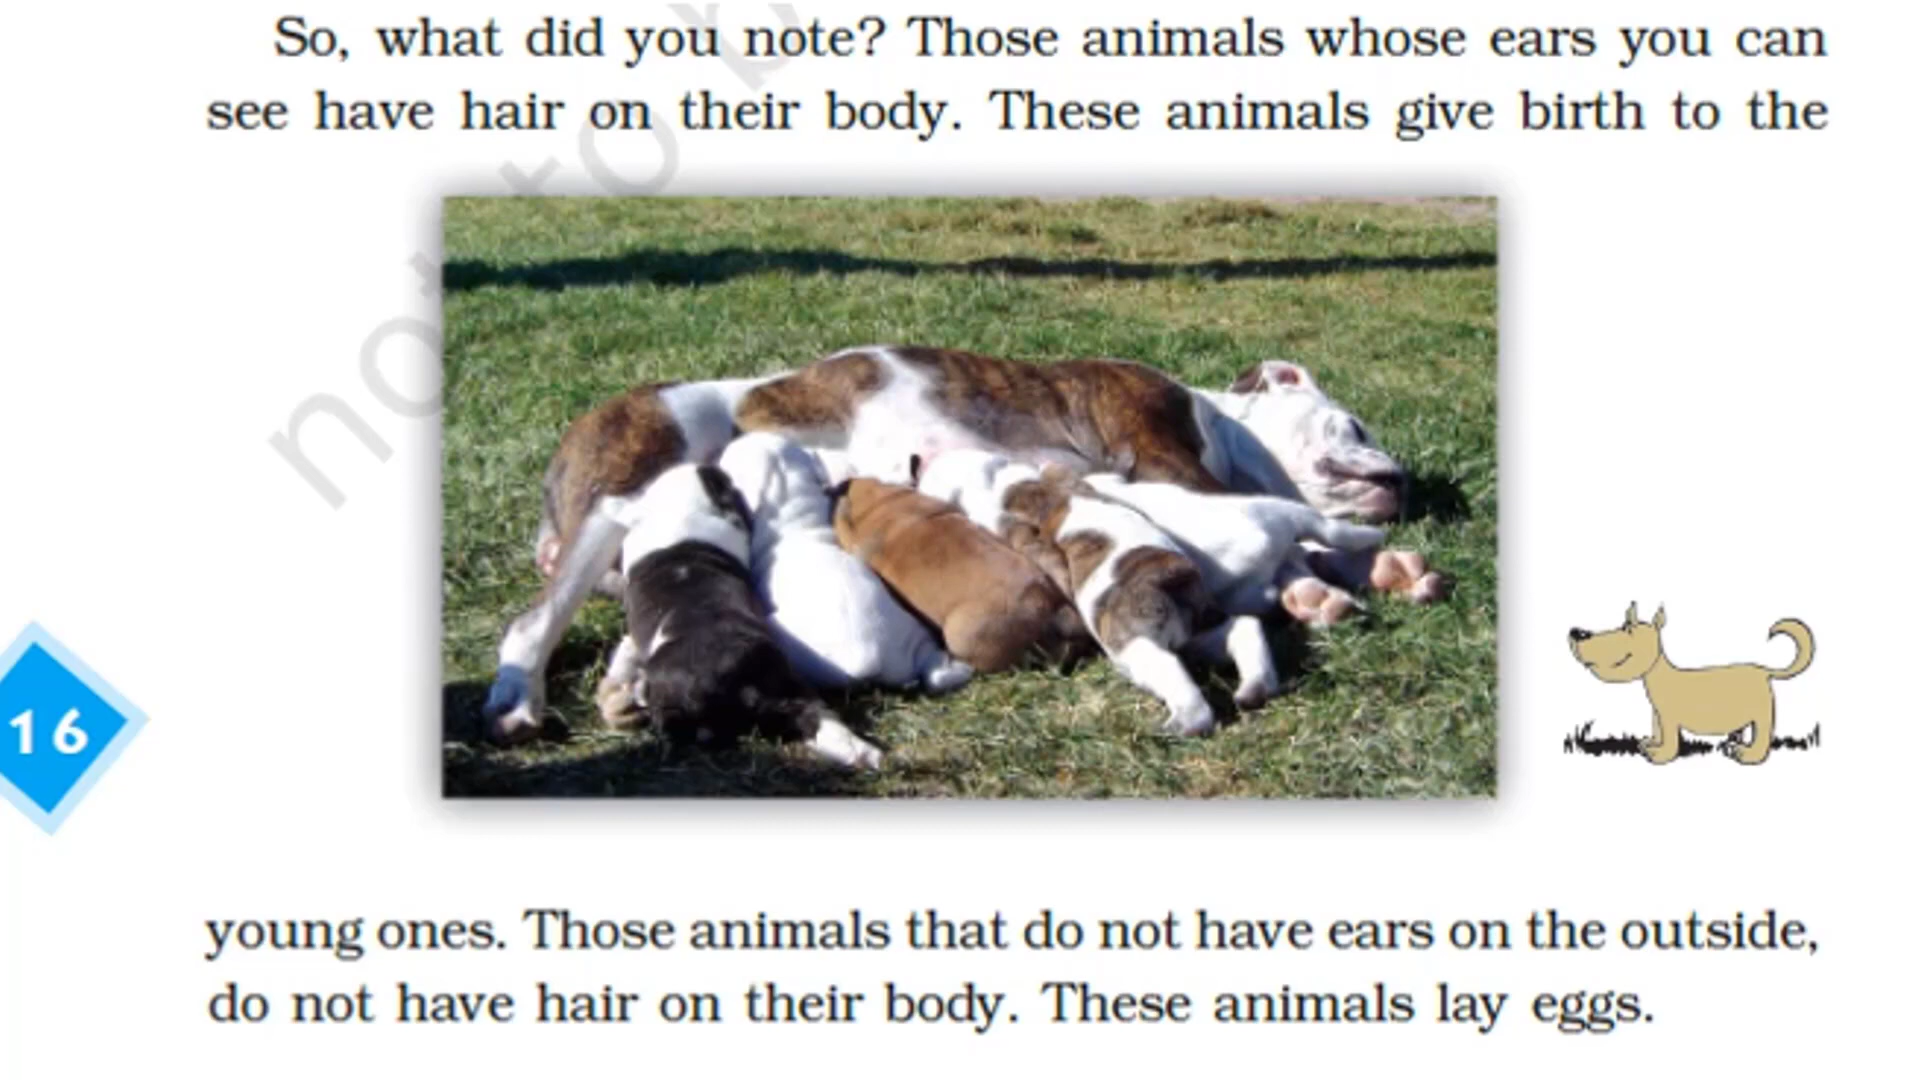 So, what did you note? Those animals whose ears you can
see have hair on their body. These animals give birth to the
not to b
16
young ones. Those animals that do not have ears on the outside,
do not have hair on their body. These animals lay eggs.